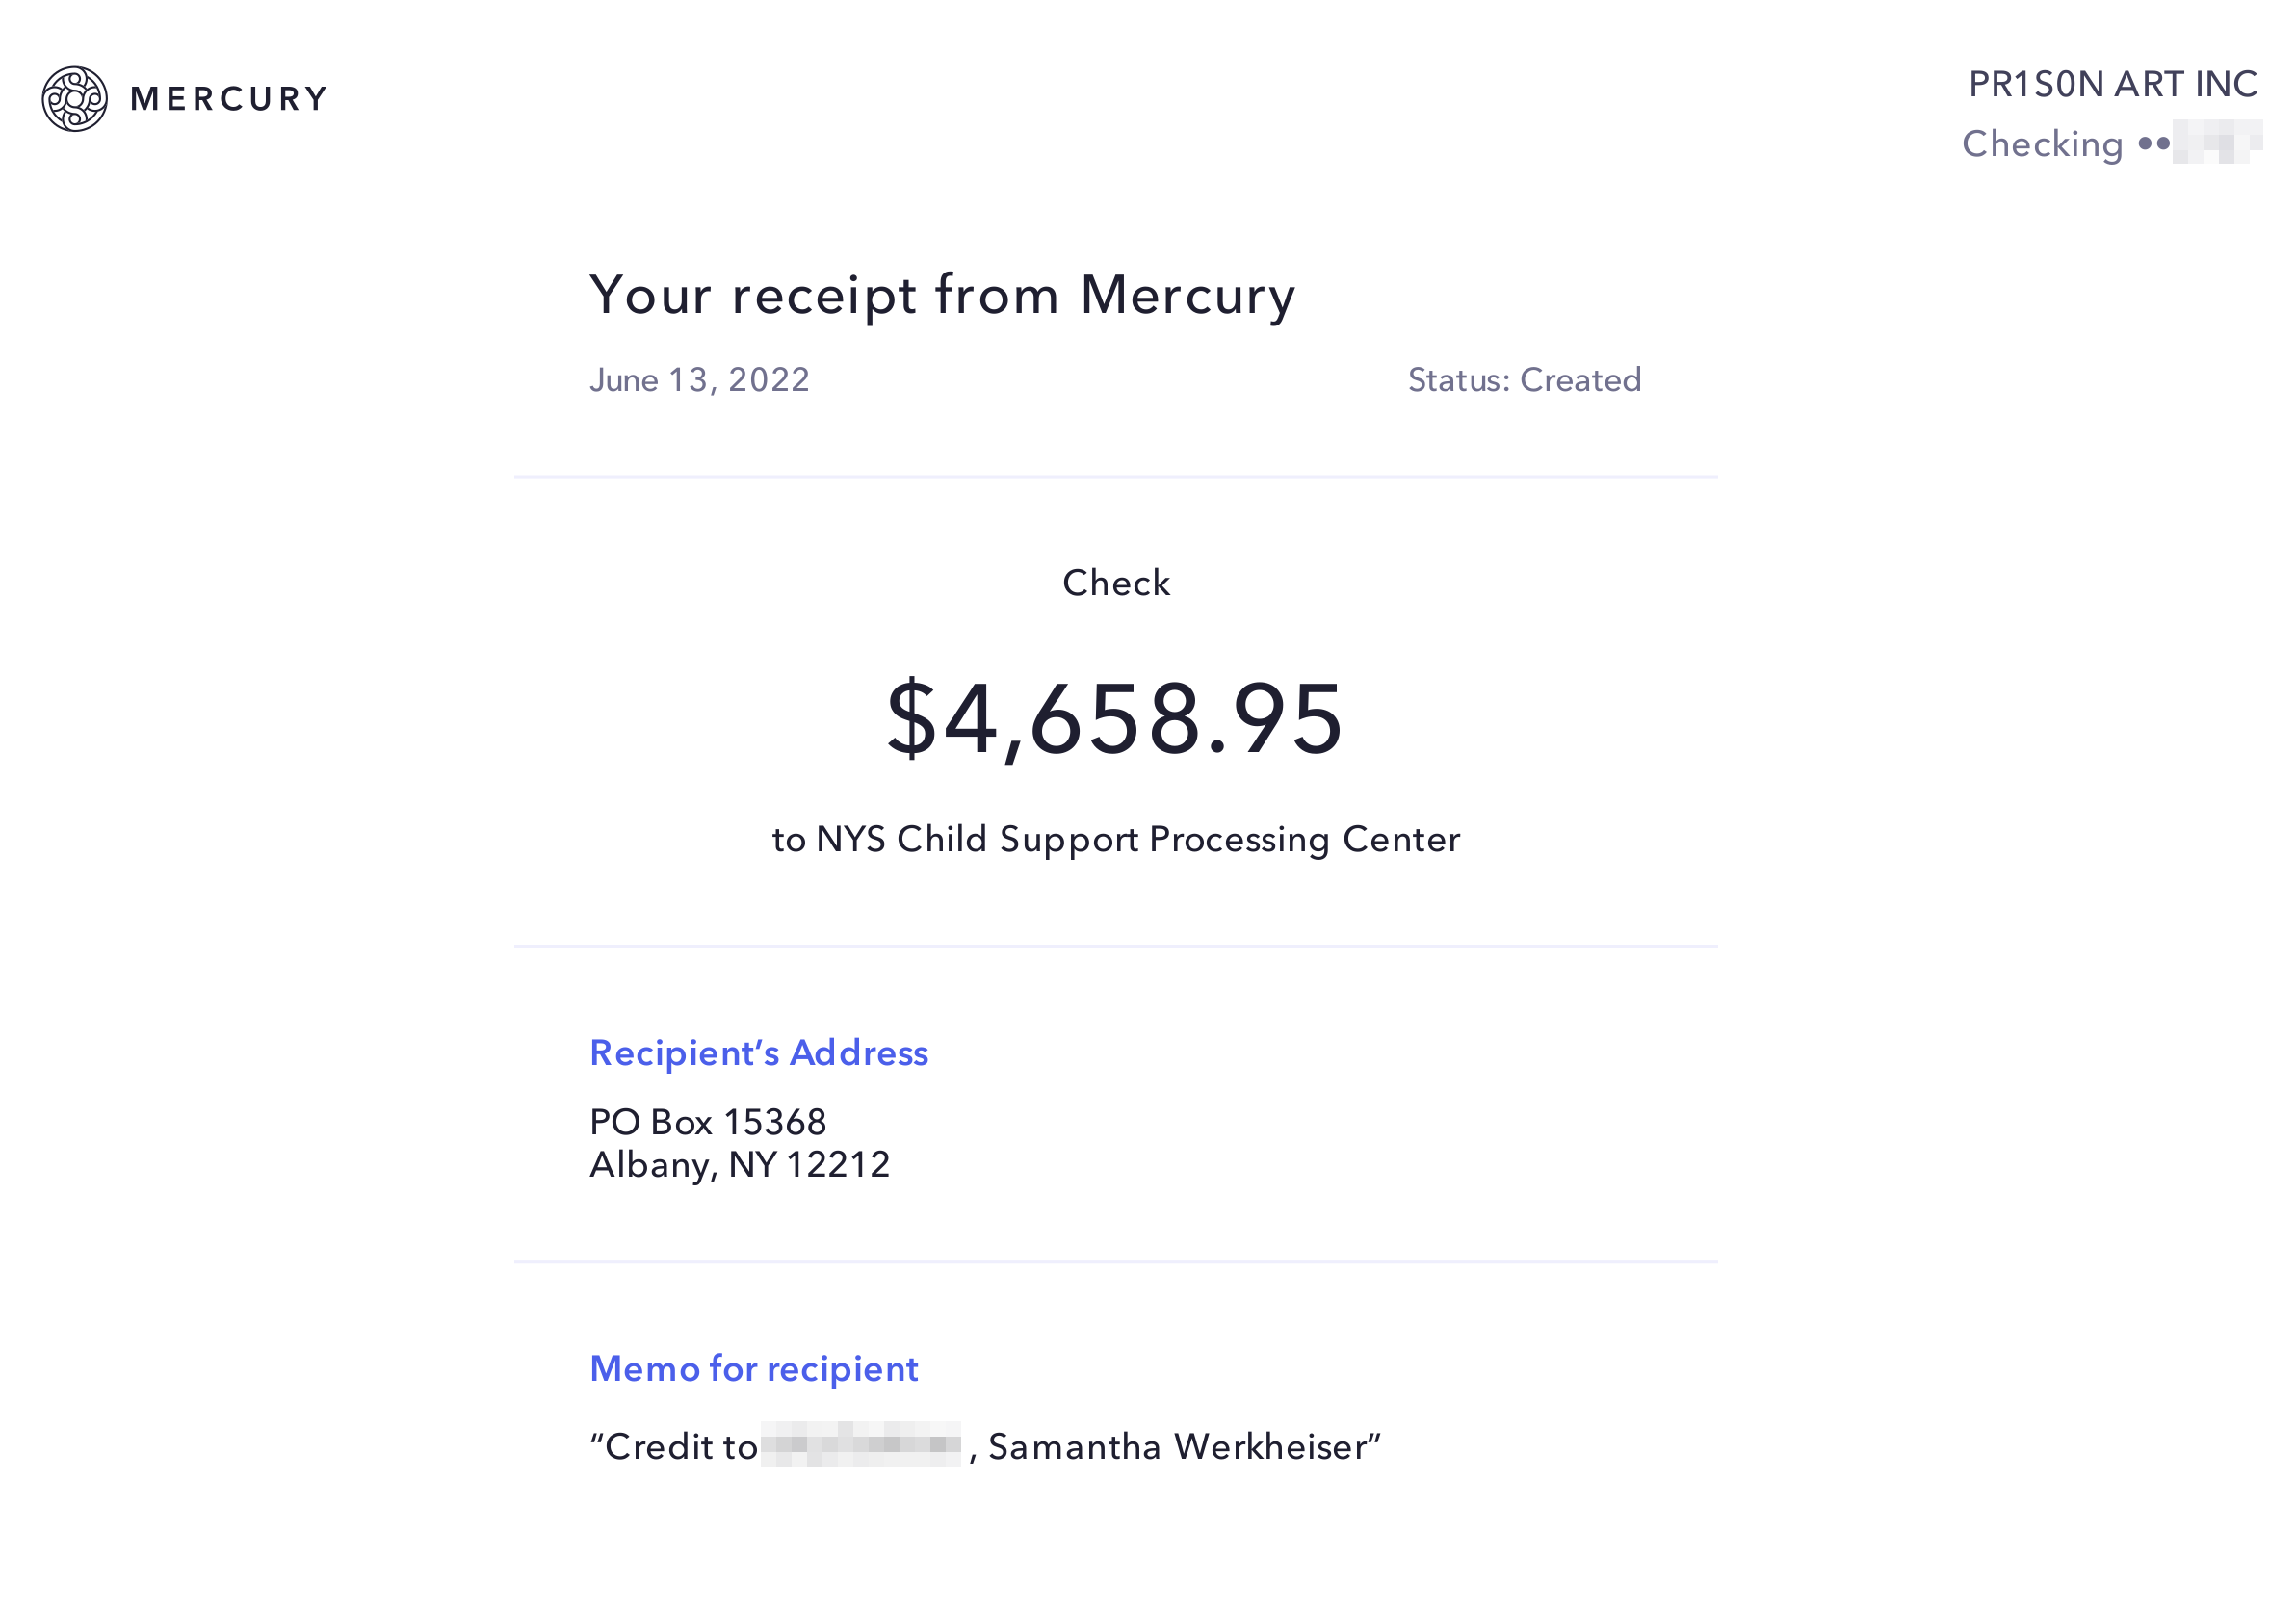 MERCURY
PR1S0N ART INC
Checking ••
Your receipt from Mercury
June 13, 2022
Status: Created
Check
$4,658.95
to NYS Child Support Processing Center
Recipient’s Address
PO Box 15368
Albany, NY 12212
Memo for recipient
“Credit to , Samantha Werkheiser”